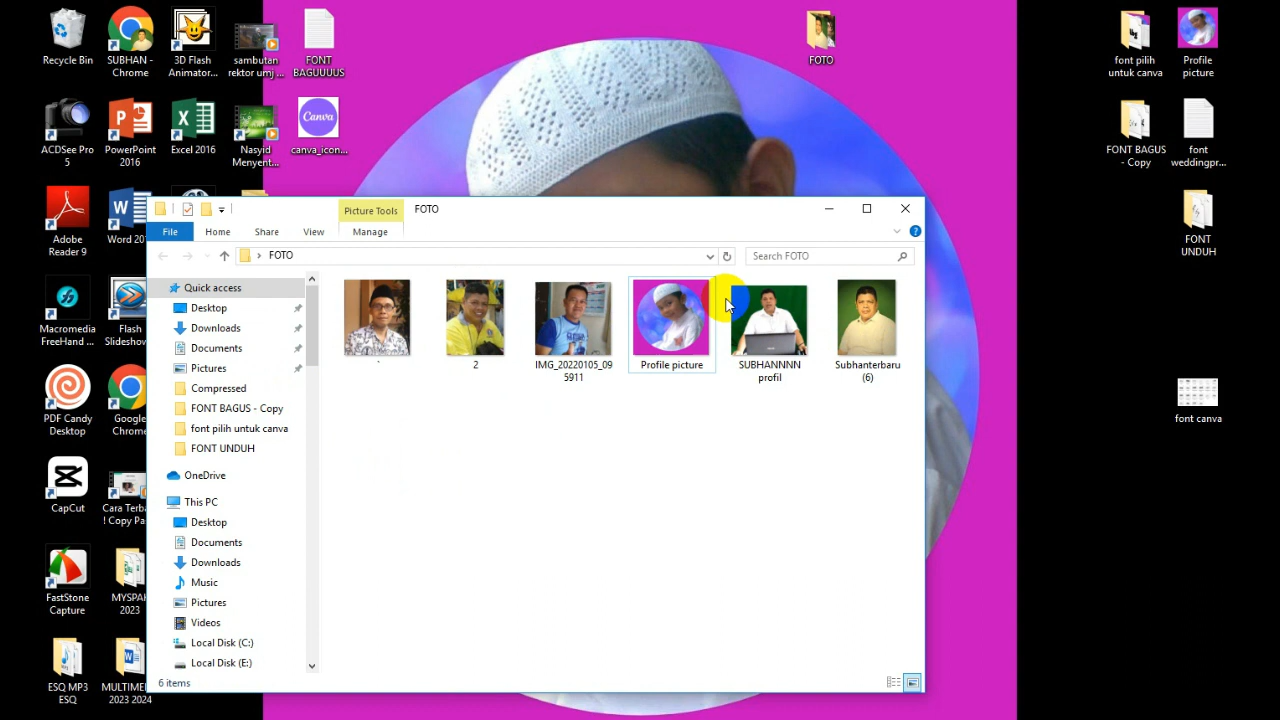 Recycle Bin
SUBHAN -
Chrome
3D Flash
Animator...
sambutan
rektor umj ...
FONT
BAGUUUUS
FOTO
font pilih
untuk canva
Profile
picture
ACDSee Pro
5
PowerPoint
2016
Excel 2016
Nasyid
Menyent...
Canva
canva_icon...
FONT BAGUS
- Copy
font
weddingpr...
Adobe
Reader 9
Word 20
FONT
UNDUH
Macromedia
FreeHand ...
Flash
Slideshow
PDF Candy
Desktop
Google
Chrome
font canva
CapCut
Cara Terba
! Copy Pa
FastStone
Capture
MYSPA
2023
ESQ MP3
ESQ
MULTIME
2023 2024
Picture Tools
FOTO
File
Home
Share
View
Manage
FOTO
Search FOTO
Quick access
Desktop
Downloads
Documents
Pictures
Compressed
FONT BAGUS - Copy
font pilih untuk canva
FONT UNDUH
OneDrive
This PC
Desktop
Documents
Downloads
Music
Pictures
Videos
Local Disk (C:)
Local Disk (E:)
`
2
IMG_20220105_09
5911
Profile picture
SUBHANNNN
profil
Subhanterbaru
(6)
6 items